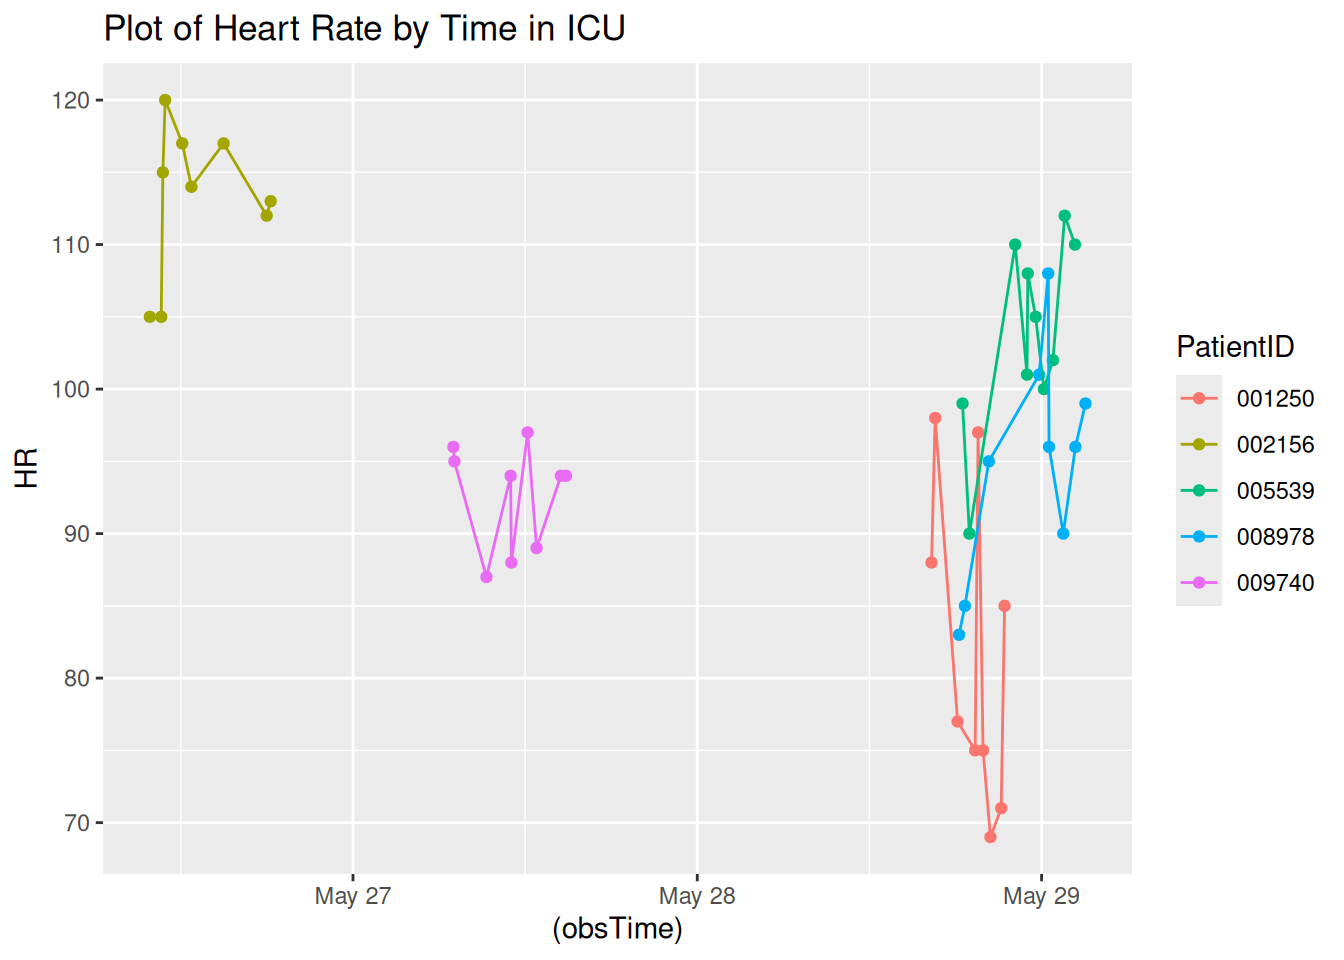 Plot of Heart Rate by Time in ICU
120
110
100
90
80
70
HR
May 27
May 28
May 29
(obsTime)
PatientID
001250
002156
005539
008978
009740